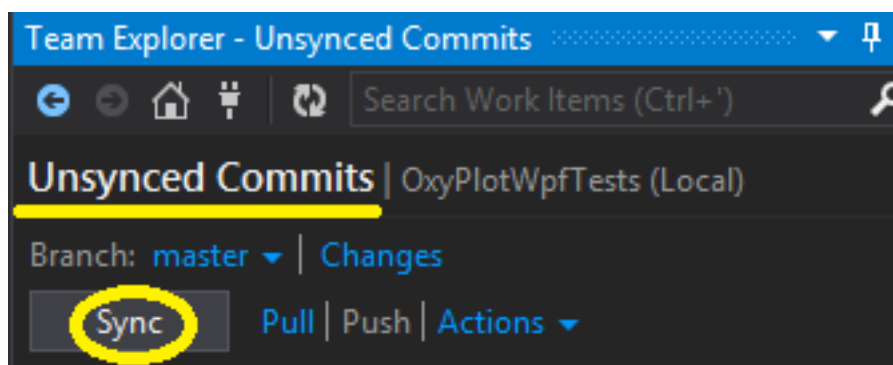 Team Explorer - Unsynced Commits
Search Work Items (Ctrl+')
Unsynced Commits | OxyPlotWpfTests (Local)
Branch: master | Changes
Sync Pull | Push | Actions